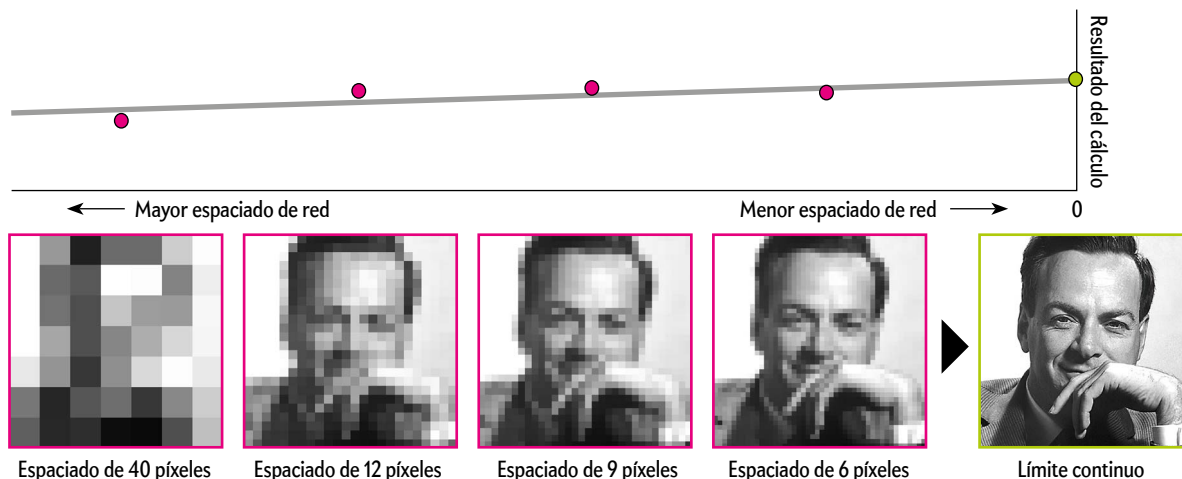 Resultado del cálculo
Mayor espaciado de red
Menor espaciado de red
0
Espaciado de 40 píxeles
Espaciado de 12 píxeles
Espaciado de 9 píxeles
Espaciado de 6 píxeles
Límite continuo